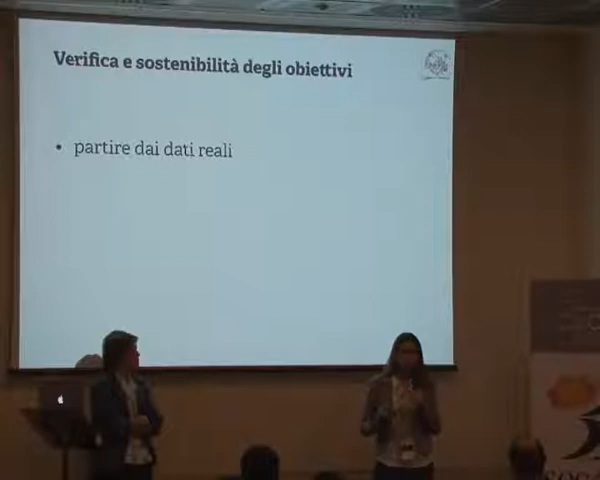 Verifica e sostenibilità degli obiettivi
• partire dai dati reali